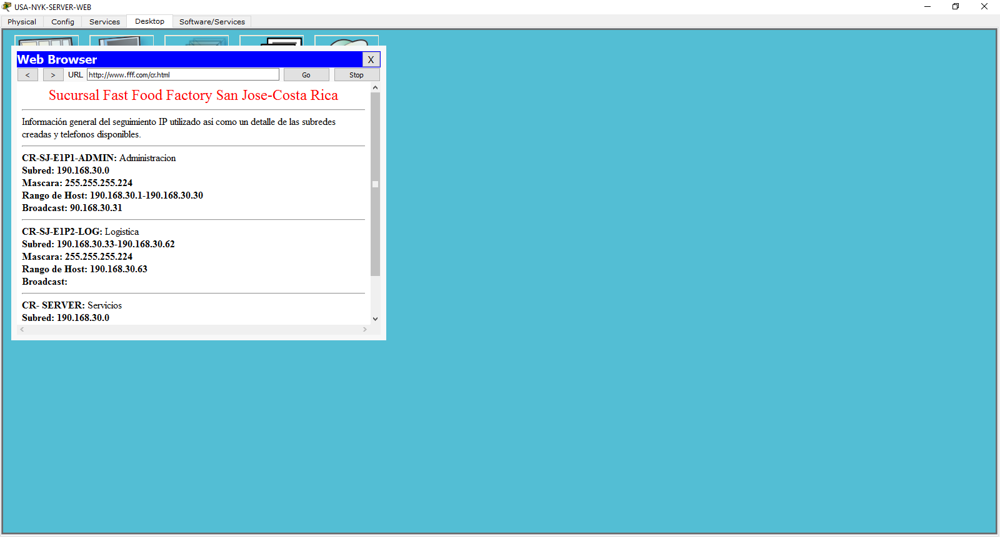 USA-NYK-SERVER-WEB
Physical Config Services Desktop Software/Services
Web Browser X
< > URL http://www.fff.com/cr.html Go Stop
Sucursal Fast Food Factory San Jose-Costa Rica
Información general del seguimiento IP utilizado asi como un detalle de las subredes
creadas y telefonos disponibles.
CR-SJ-E1P1-ADMIN: Administracion
Subred: 190.168.30.0
Mascara: 255.255.255.224
Rango de Host: 190.168.30.1-190.168.30.30
Broadcast: 90.168.30.31
CR-SJ-E1P2-LOG: Logistica
Subred: 190.168.30.33-190.168.30.62
Mascara: 255.255.255.224
Rango de Host: 190.168.30.63
Broadcast:
CR- SERVER: Servicios
Subred: 190.168.30.0